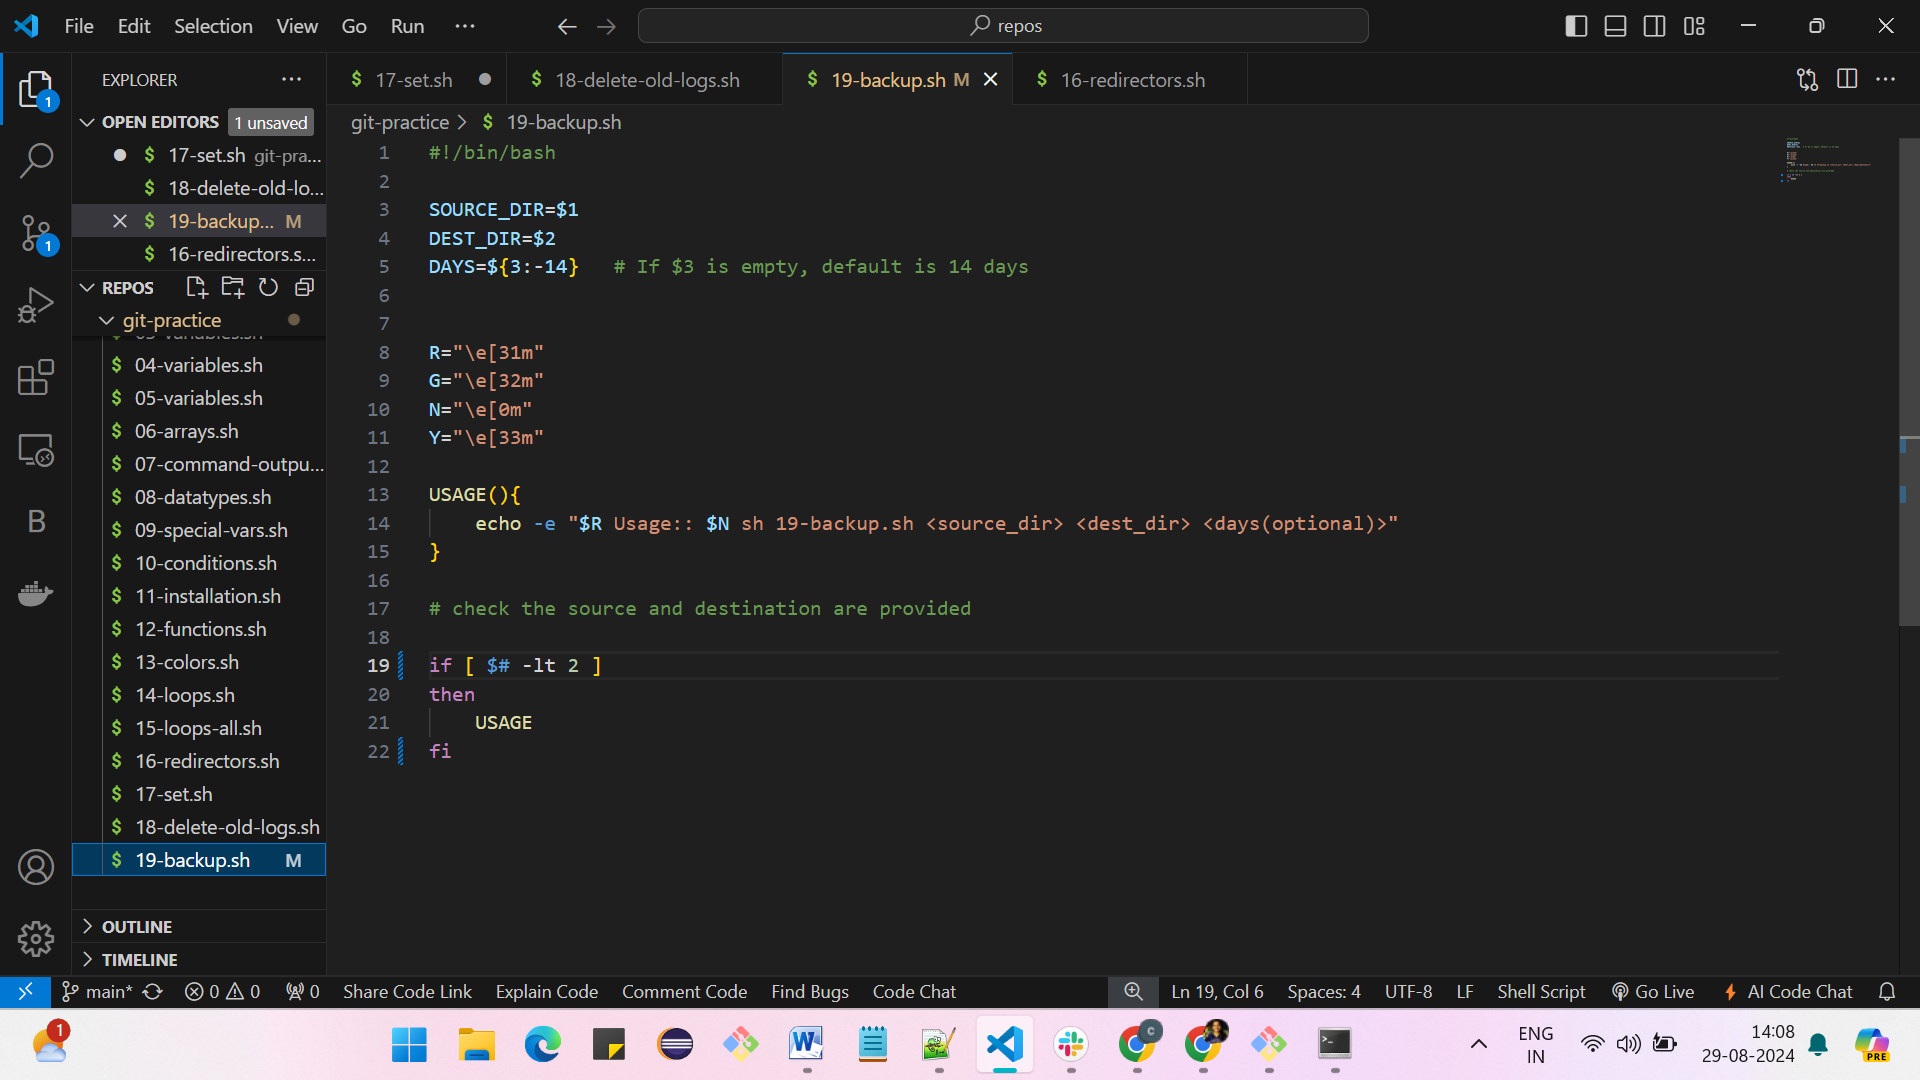 File Edit Selection View Go Run ···
repos
EXPLORER ···
OPEN EDITORS 1 unsaved
$ 17-set.sh git-pra...
$ 18-delete-old-lo...
$ 19-backup... M
$ 16-redirectors.s...
REPOS
git-practice
03-variables.sh
$ 04-variables.sh
$ 05-variables.sh
$ 06-arrays.sh
$ 07-command-outpu...
$ 08-datatypes.sh
$ 09-special-vars.sh
$ 10-conditions.sh
$ 11-installation.sh
$ 12-functions.sh
$ 13-colors.sh
$ 14-loops.sh
$ 15-loops-all.sh
$ 16-redirectors.sh
$ 17-set.sh
$ 18-delete-old-logs.sh
$ 19-backup.sh M
OUTLINE
TIMELINE
1
1
B
$ 17-set.sh $ 18-delete-old-logs.sh $ 19-backup.sh M $ 16-redirectors.sh
git-practice > $ 19-backup.sh
1 #!/bin/bash
2
3 SOURCE_DIR=$1
4 DEST_DIR=$2
5 DAYS=${3:-14} # If $3 is empty, default is 14 days
6
7
8 R="\e[31m"
9 G="\e[32m"
10 N="\e[0m"
11 Y="\e[33m"
12
13 USAGE(){
14 echo -e "$R Usage:: $N sh 19-backup.sh <source_dir> <dest_dir> <days(optional)>"
15 }
16
17 # check the source and destination are provided
18
19 if [ $# -lt 2 ]
20 then
21 USAGE
22 fi
main* 0 0 0 Share Code Link Explain Code Comment Code Find Bugs Code Chat Ln 19, Col 6 Spaces: 4 UTF-8 LF Shell Script Go Live AI Code Chat
1
W
C
ENG
IN
14:08
29-08-2024
PRE